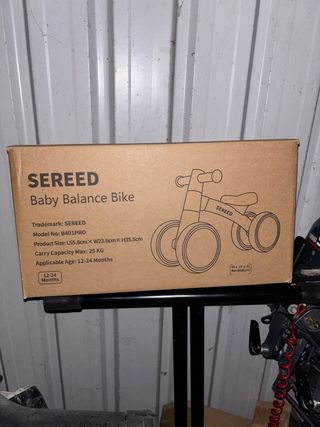 SEREED
Baby Balance Bike
Trademark: SEREED
Model No: B401PRO
Product Size: L55.6cm× W23.8cm× H35.5cm
Carry Capacity Max: 25 KG
Applicable Age: 12-24 Months
12-24
Months
SEREED